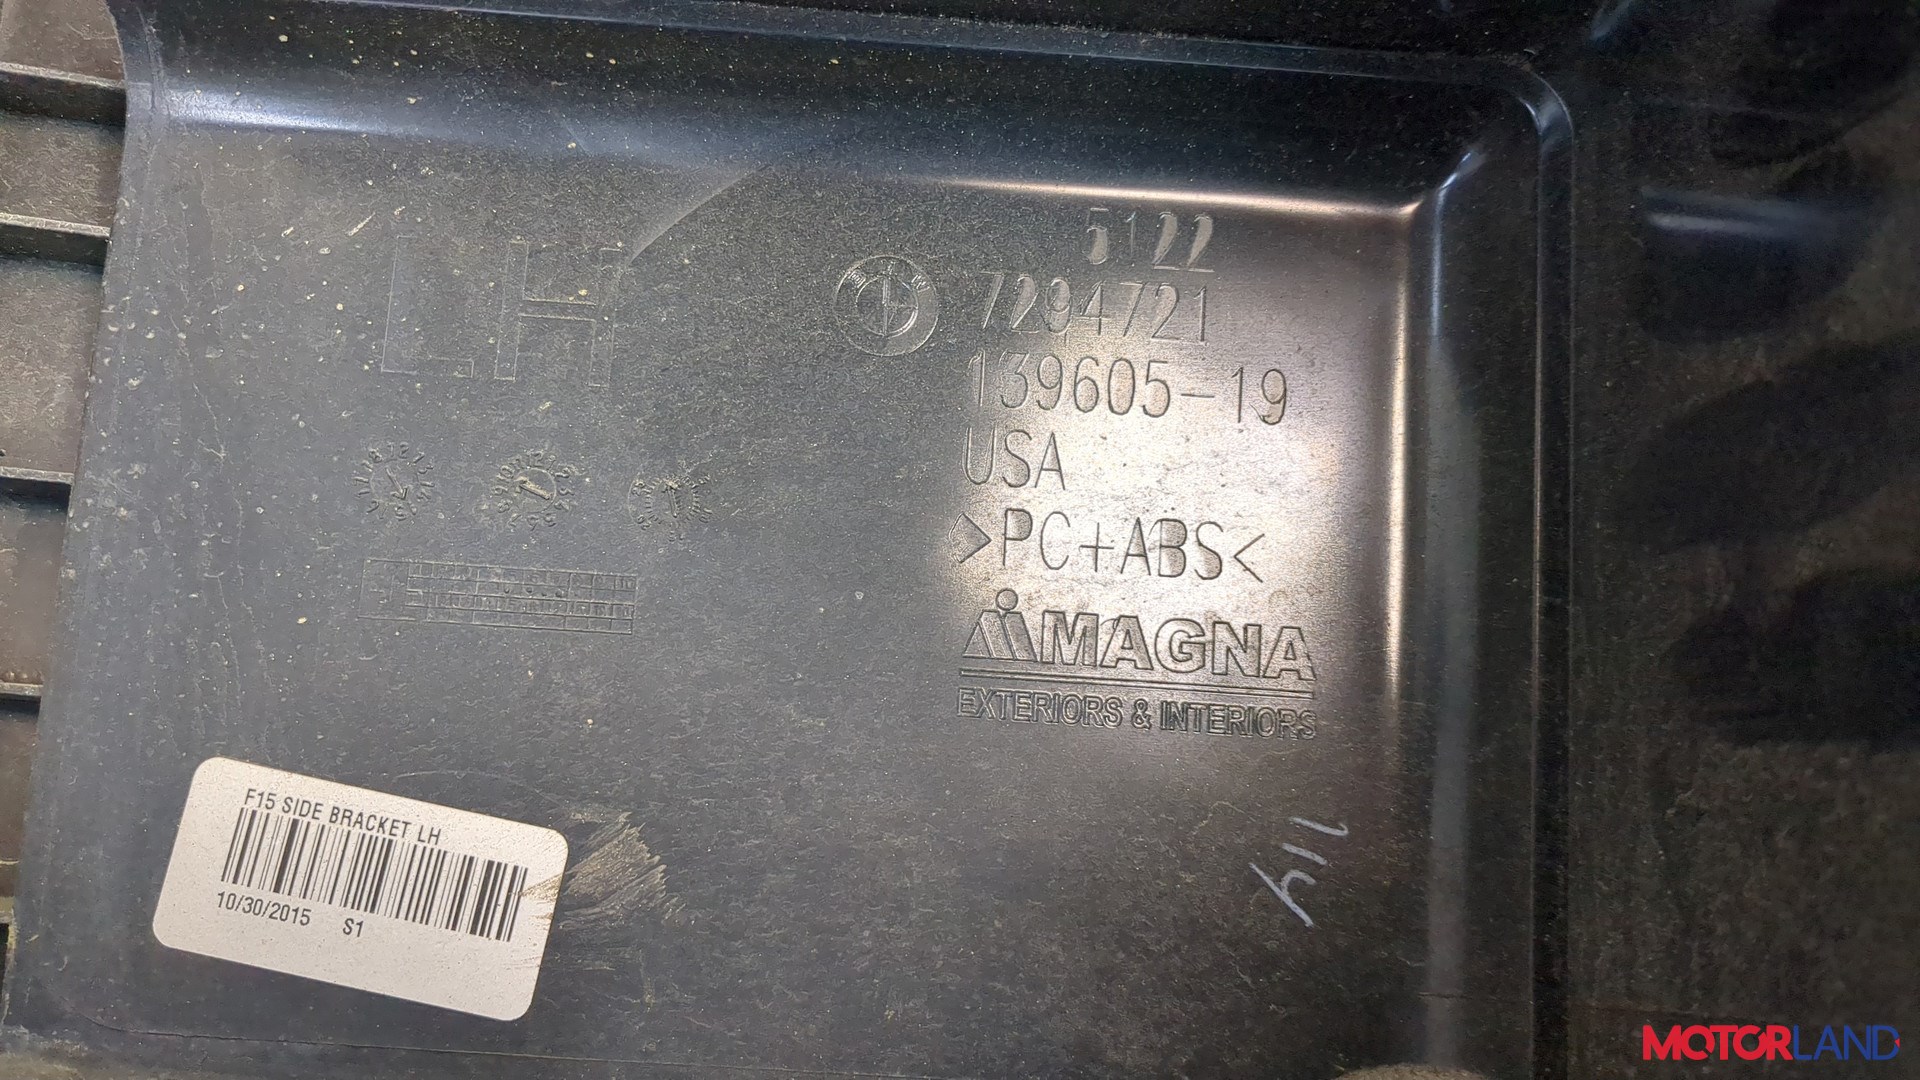 LH
5122
7294721
139605-19
USA
>PC+ABS<
MAGNA
EXTERIORS & INTERIORS
F15 SIDE BRACKET LH
10/30/2015 S1
114
MOTORLAND